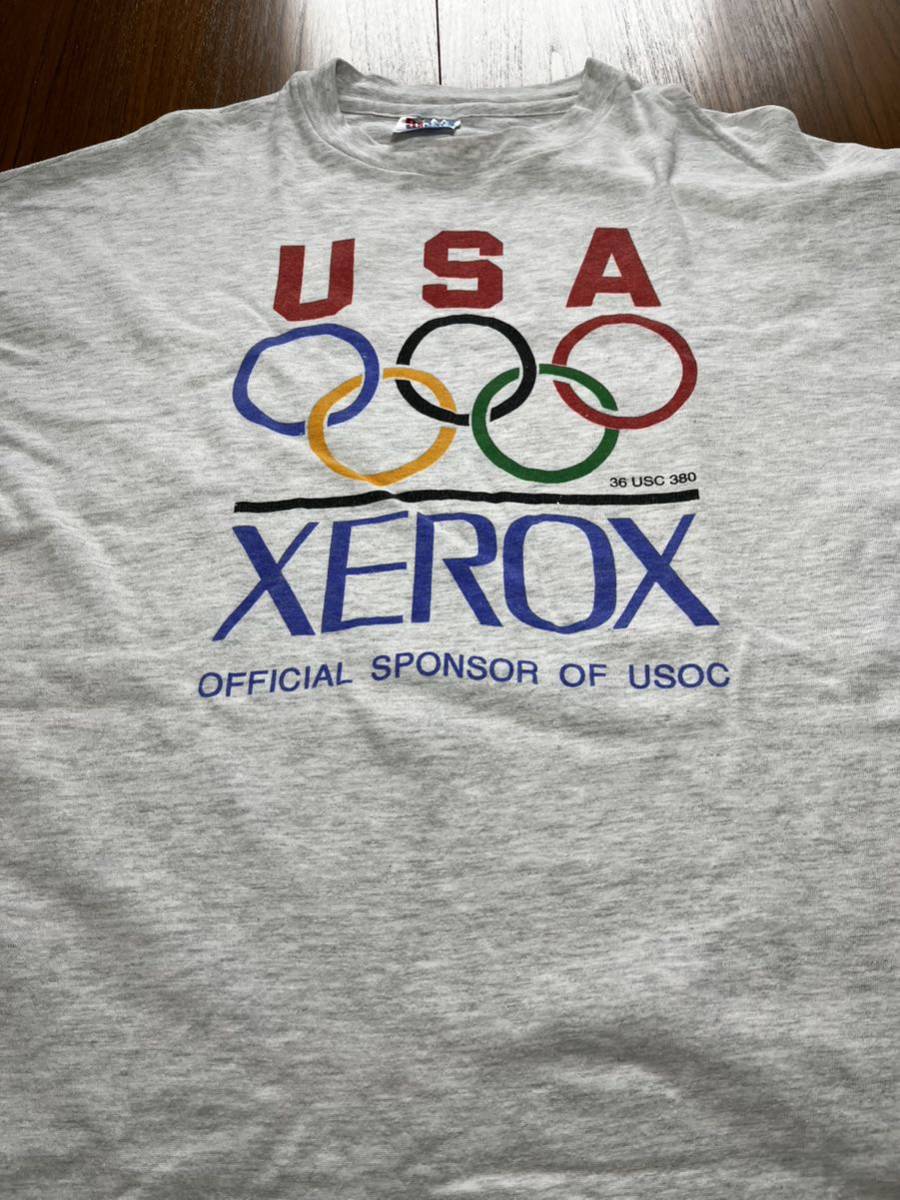 USA
36 USC 380
XEROX
OFFICIAL SPONSOR OF USOC